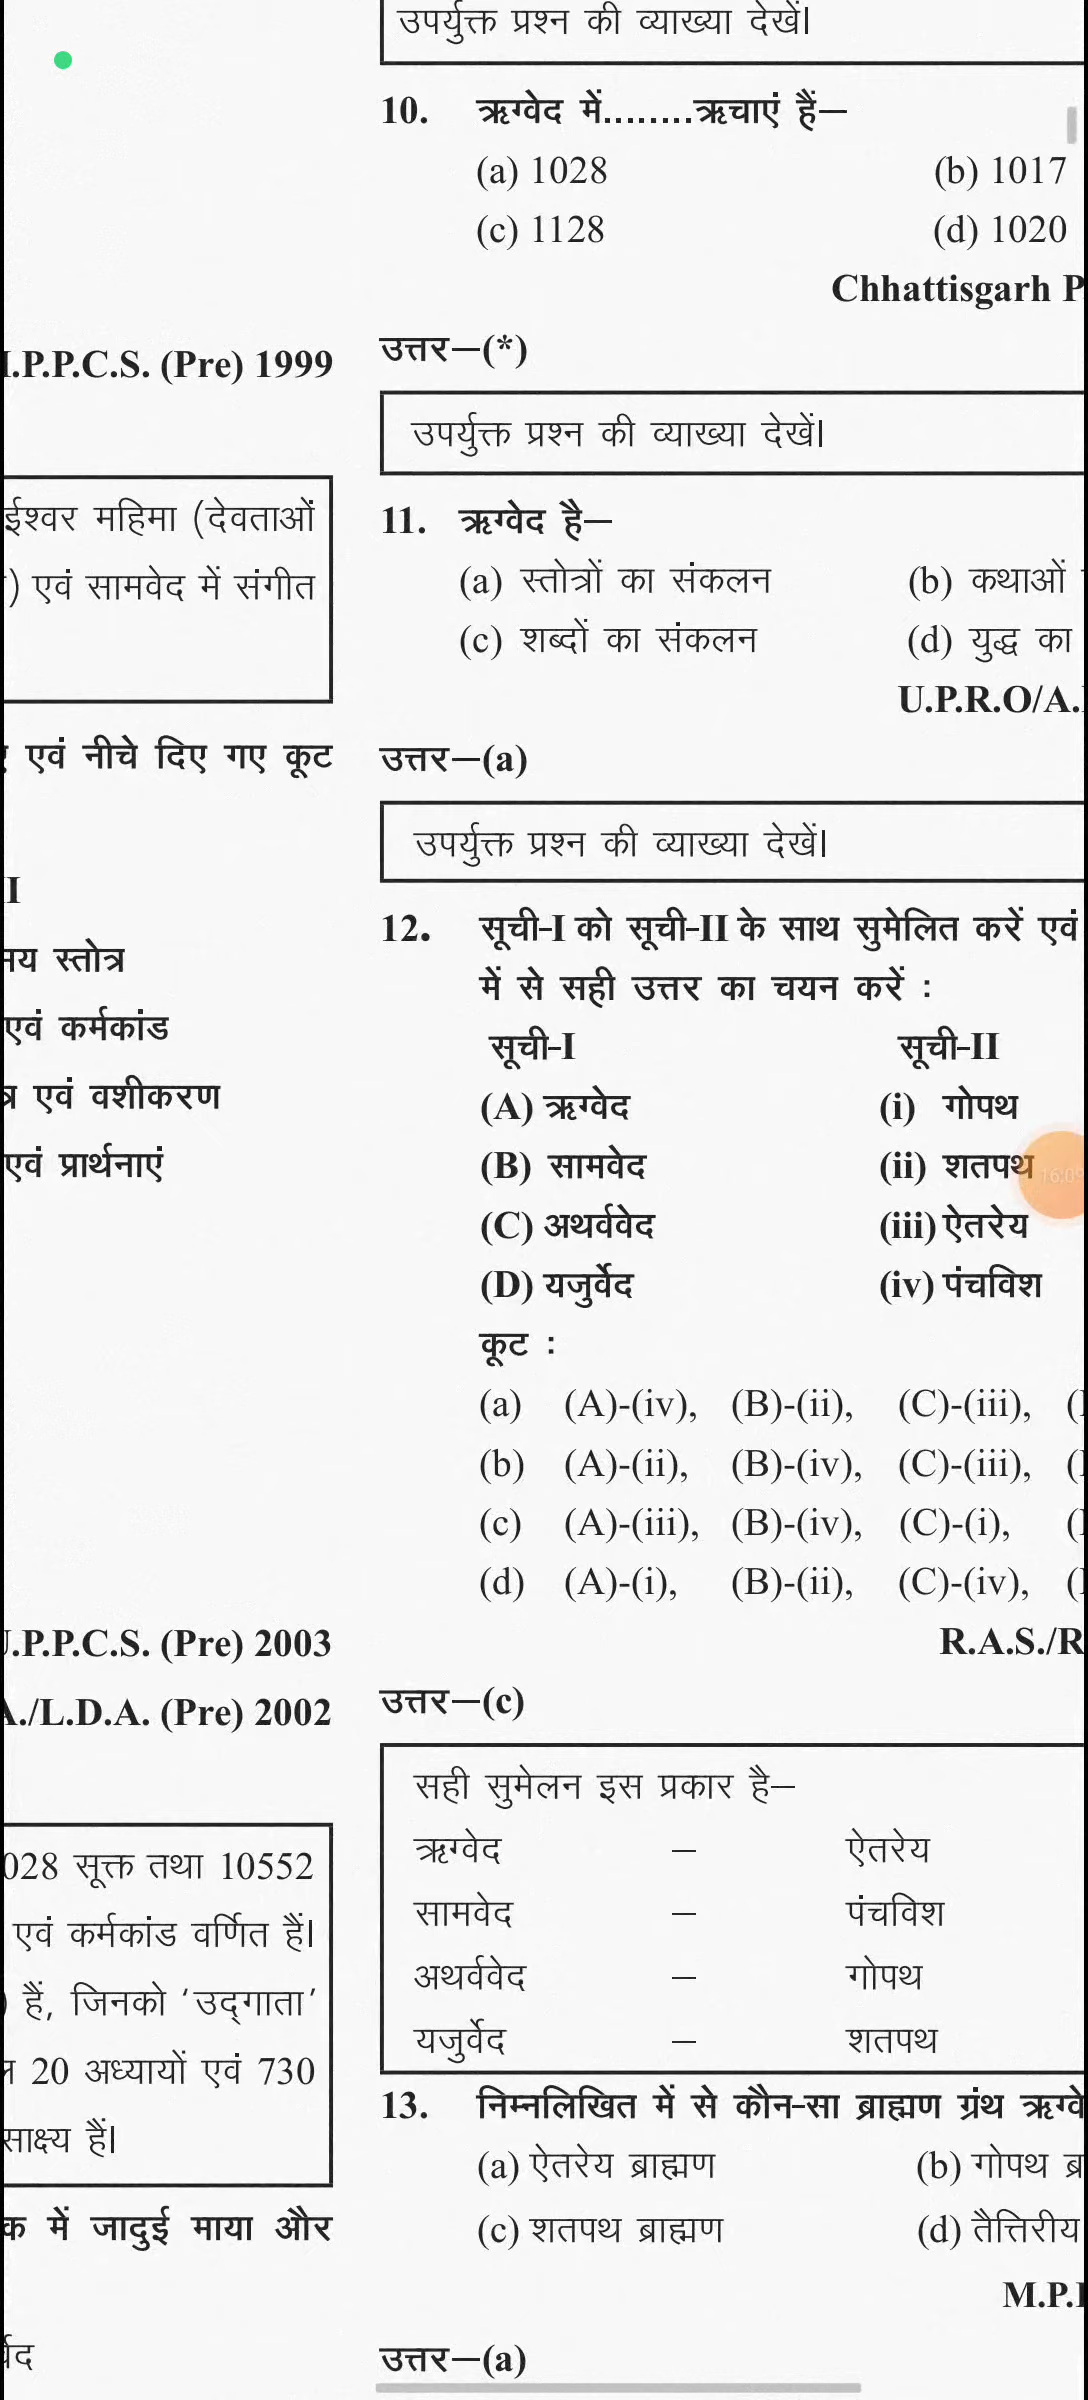 I.P.P.C.S. (Pre) 1999
ईश्वर महिमा (देवताओं
) एवं सामवेद में संगीत
एवं नीचे दिए गए कूट
I
मय स्तोत्र
एवं कर्मकांड
एवं वशीकरण
एवं प्रार्थनाएं
.P.P.C.S. (Pre) 2003
A./L.D.A. (Pre) 2002
028 सूक्त तथा 10552
एवं कर्मकांड वर्णित हैं।
) हैं, जिनको ‘उद्गाता’
20 अध्यायों एवं 730
साक्ष्य हैं।
क में जादुई माया और
उपर्युक्त प्रश्न की व्याख्या देखें।
10. ऋग्वेद में........ऋचाएं हैं—
(a) 1028 (b) 1017
(c) 1128 (d) 1020
Chhattisgarh P
उत्तर—(*)
उपर्युक्त प्रश्न की व्याख्या देखें।
11. ऋग्वेद है—
(a) स्तोत्रों का संकलन (b) कथाओं
(c) शब्दों का संकलन (d) युद्ध का
U.P.R.O/A.
उत्तर—(a)
उपर्युक्त प्रश्न की व्याख्या देखें।
12. सूची-I को सूची-II के साथ सुमेलित करें एवं
में से सही उत्तर का चयन करें :
सूची-I सूची-II
(A) ऋग्वेद (i) गोपथ
(B) सामवेद (ii) शतपथ
16:09
(C) अथर्ववेद (iii) ऐतरेय
(D) यजुर्वेद (iv) पंचविश
कूट :
(a) (A)-(iv), (B)-(ii), (C)-(iii),
(b) (A)-(ii), (B)-(iv), (C)-(iii),
(c) (A)-(iii), (B)-(iv), (C)-(i),
(d) (A)-(i), (B)-(ii), (C)-(iv),
R.A.S./R
उत्तर—(c)
सही सुमेलन इस प्रकार है—
ऋग्वेद – ऐतरेय
सामवेद – पंचविश
अथर्ववेद – गोपथ
यजुर्वेद – शतपथ
13. निम्नलिखित में से कौन-सा ब्राह्मण ग्रंथ ऋग्वे
(a) ऐतरेय ब्राह्मण (b) गोपथ ब्र
(c) शतपथ ब्राह्मण (d) तैत्तिरीय
M.P.
उत्तर—(a)